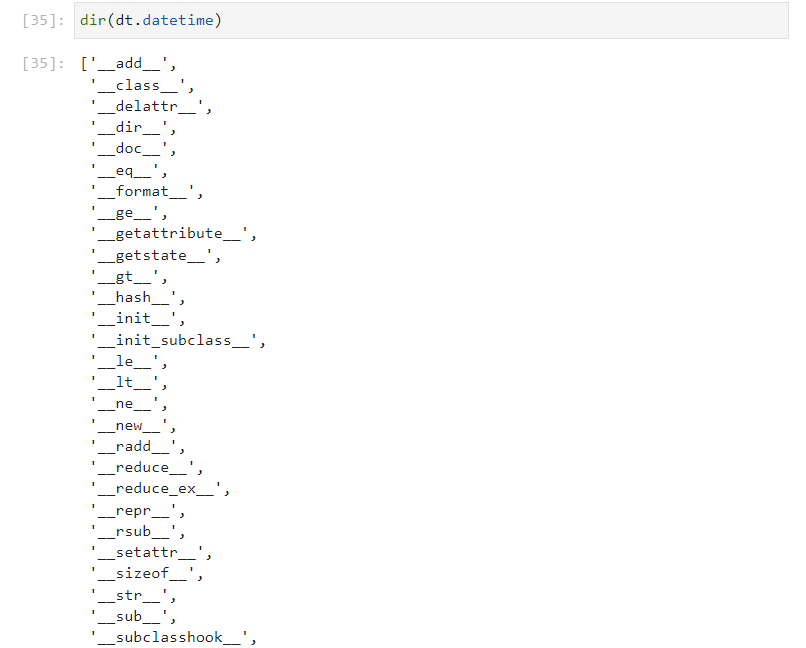 [35]: dir(dt.datetime)
[35]: ['__add__',
'__class__',
'__delattr__',
'__dir__',
'__doc__',
'__eq__',
'__format__',
'__ge__',
'__getattribute__',
'__getstate__',
'__gt__',
'__hash__',
'__init__',
'__init_subclass__',
'__le__',
'__lt__',
'__ne__',
'__new__',
'__radd__',
'__reduce__',
'__reduce_ex__',
'__repr__',
'__rsub__',
'__setattr__',
'__sizeof__',
'__str__',
'__sub__',
'__subclasshook__',